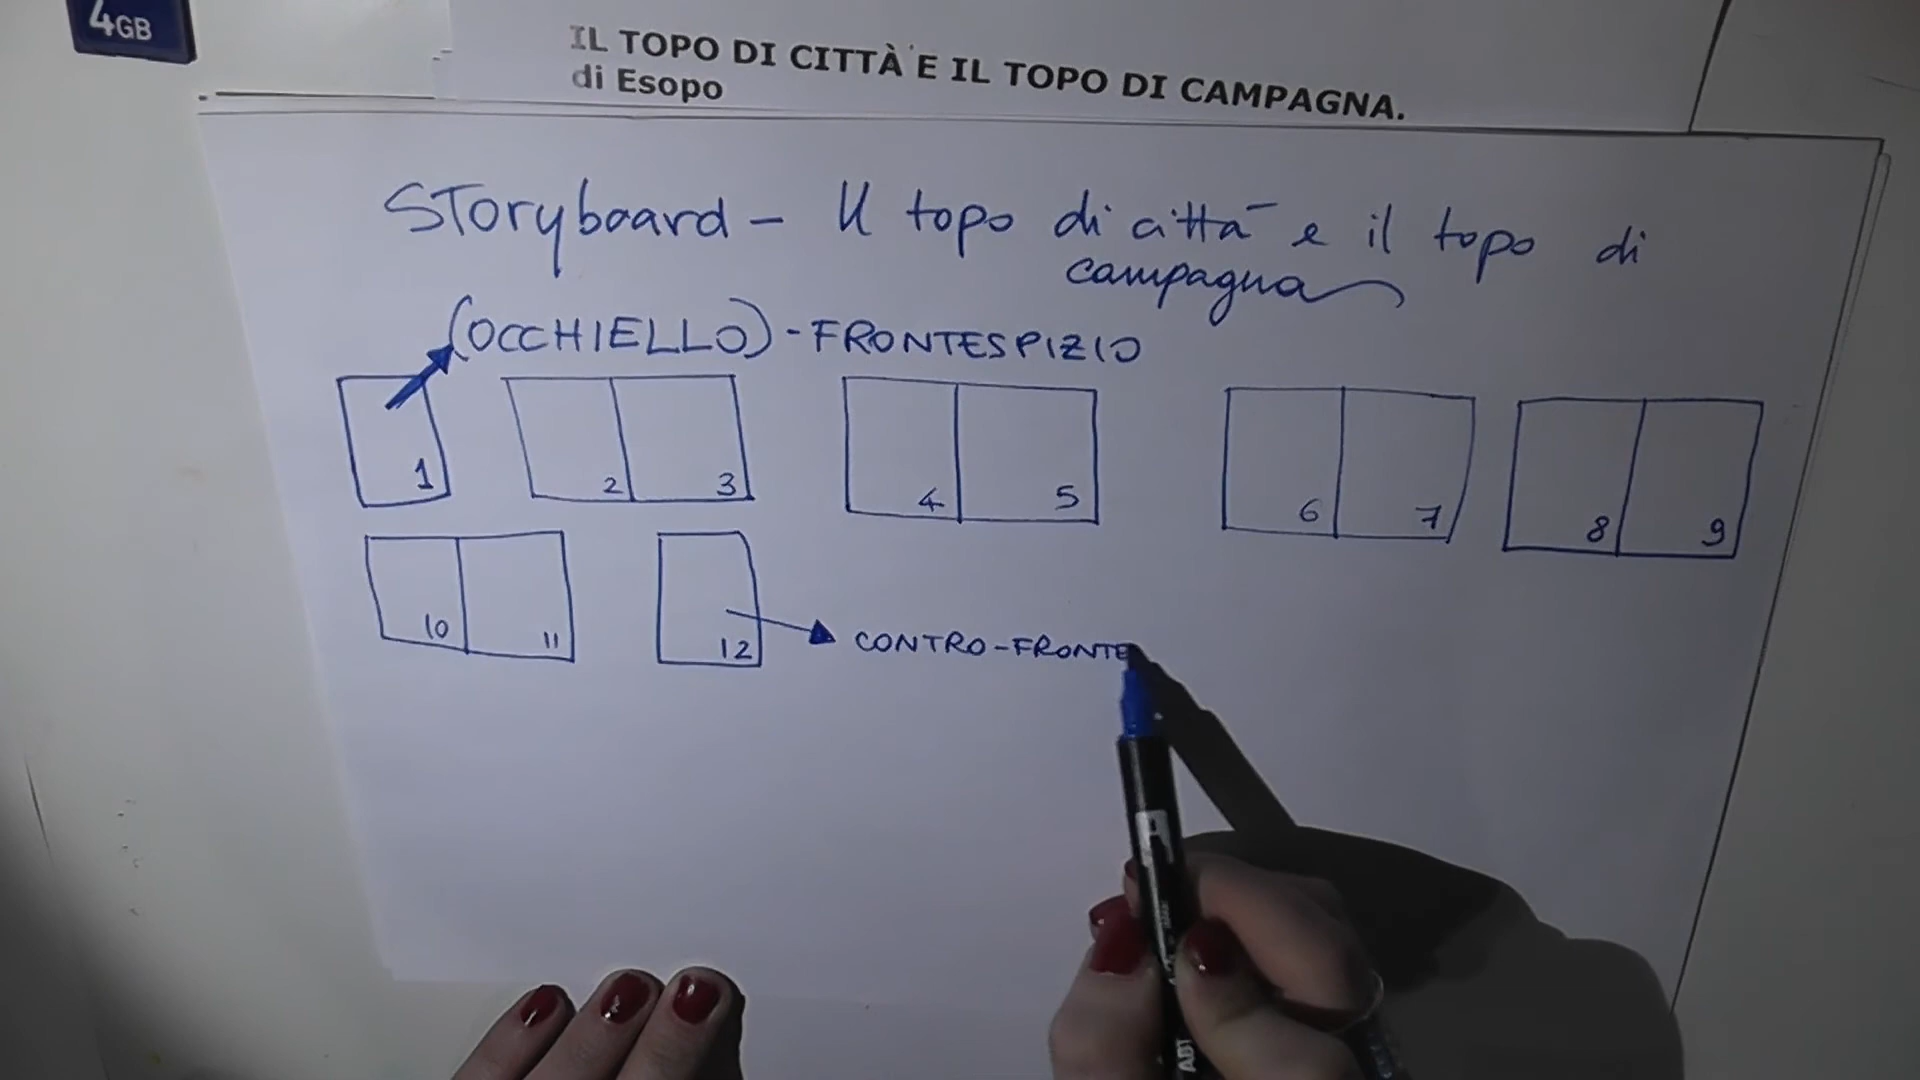 4GB
IL TOPO DI CITTÀ E IL TOPO DI CAMPAGNA.
di Esopo
Storyboard - Il topo di città e il topo di
campagna
(OCCHIELLO) - FRONTESPIZIO
1 2 3 4 5 6 7 8 9
10 11 12 CONTRO-FRONTE
ABT